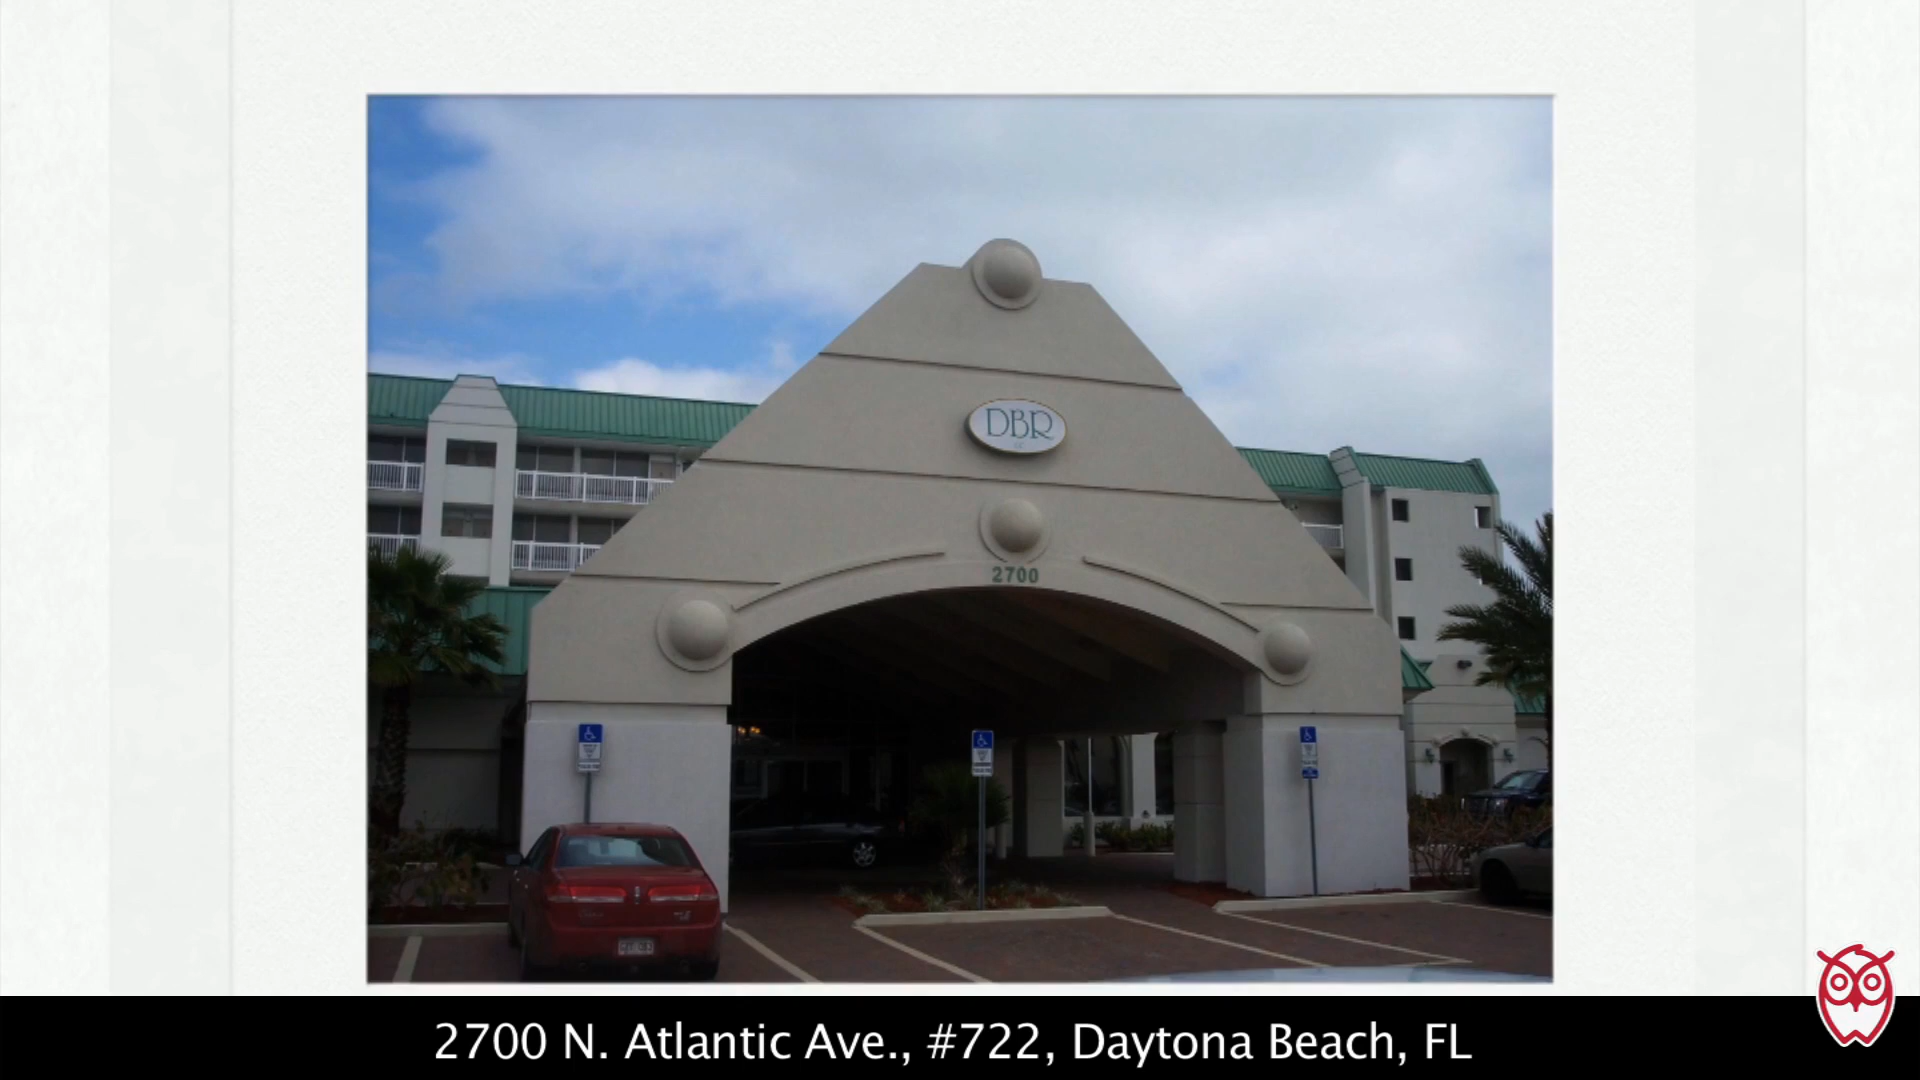 DBR
2700
2700 N. Atlantic Ave., #722, Daytona Beach, FL